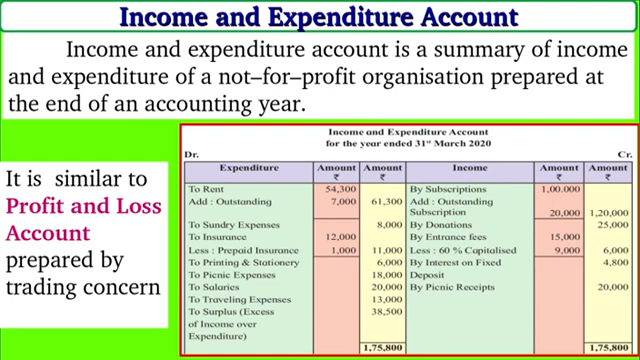 Income and Expenditure Account
Income and expenditure account is a summary of income
and expenditure of a not–for–profit organisation prepared at
the end of an accounting year.
It is similar to
Profit and Loss
Account
prepared by
trading concern
Income and Expenditure Account
for the year ended 31st March 2020
Dr. Cr.
Expenditure Amount ₹ Amount ₹ Income Amount ₹ Amount ₹
To Rent 54,300 By Subscriptions 1,00.000
Add : Outstanding 7,000 61,300 Add : Outstanding
Subscription 20,000 1,20,000
To Sundry Expenses 8,000 By Donations 25,000
To Insurance 12,000 By Entrance fees 15,000
Less : Prepaid Insurance 1,000 11,000 Less : 60 % Capitalised 9,000 6,000
To Printing & Stationery 6,000 By Interest on Fixed 4,800
To Picnic Expenses 18,000 Deposit
To Salaries 20,000 By Picnic Receipts 20,000
To Traveling Expenses 13,000
To Surplus (Excess 38,500
of Income over
Expenditure)
1,75,800 1,75,800